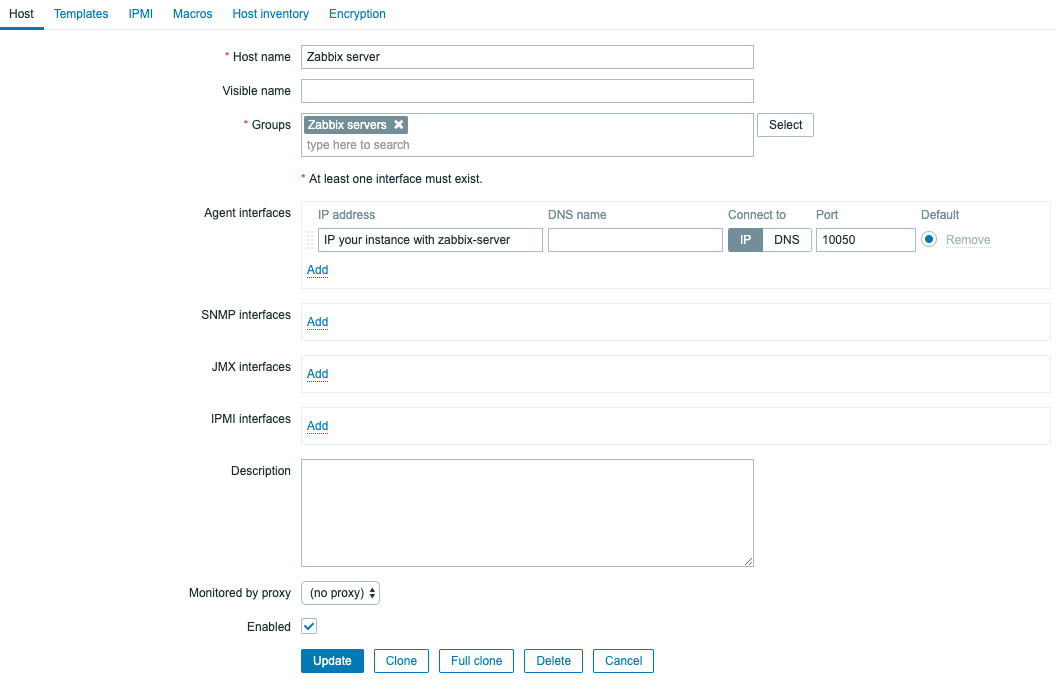 Host Templates IPMI Macros Host inventory Encryption
* Host name Zabbix server
Visible name
* Groups Zabbix servers ✖ Select
type here to search
* At least one interface must exist.
Agent interfaces IP address DNS name Connect to Port Default
IP your instance with zabbix-server IP DNS 10050 Remove
Add
SNMP interfaces Add
JMX interfaces Add
IPMI interfaces Add
Description
Monitored by proxy (no proxy)
Enabled
Update Clone Full clone Delete Cancel